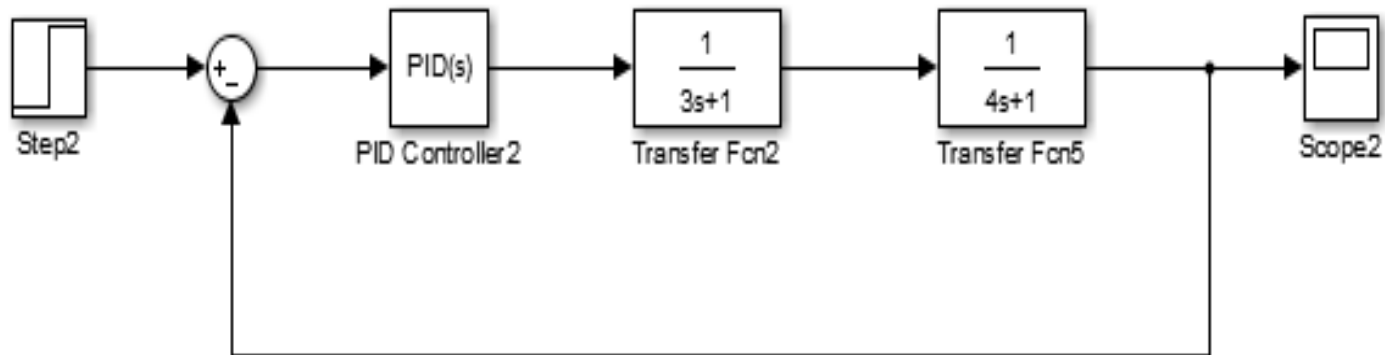 +
−
PID(s)
1
3s+1
1
4s+1
Step2
PID Controller2
Transfer Fcn2
Transfer Fcn5
Scope2